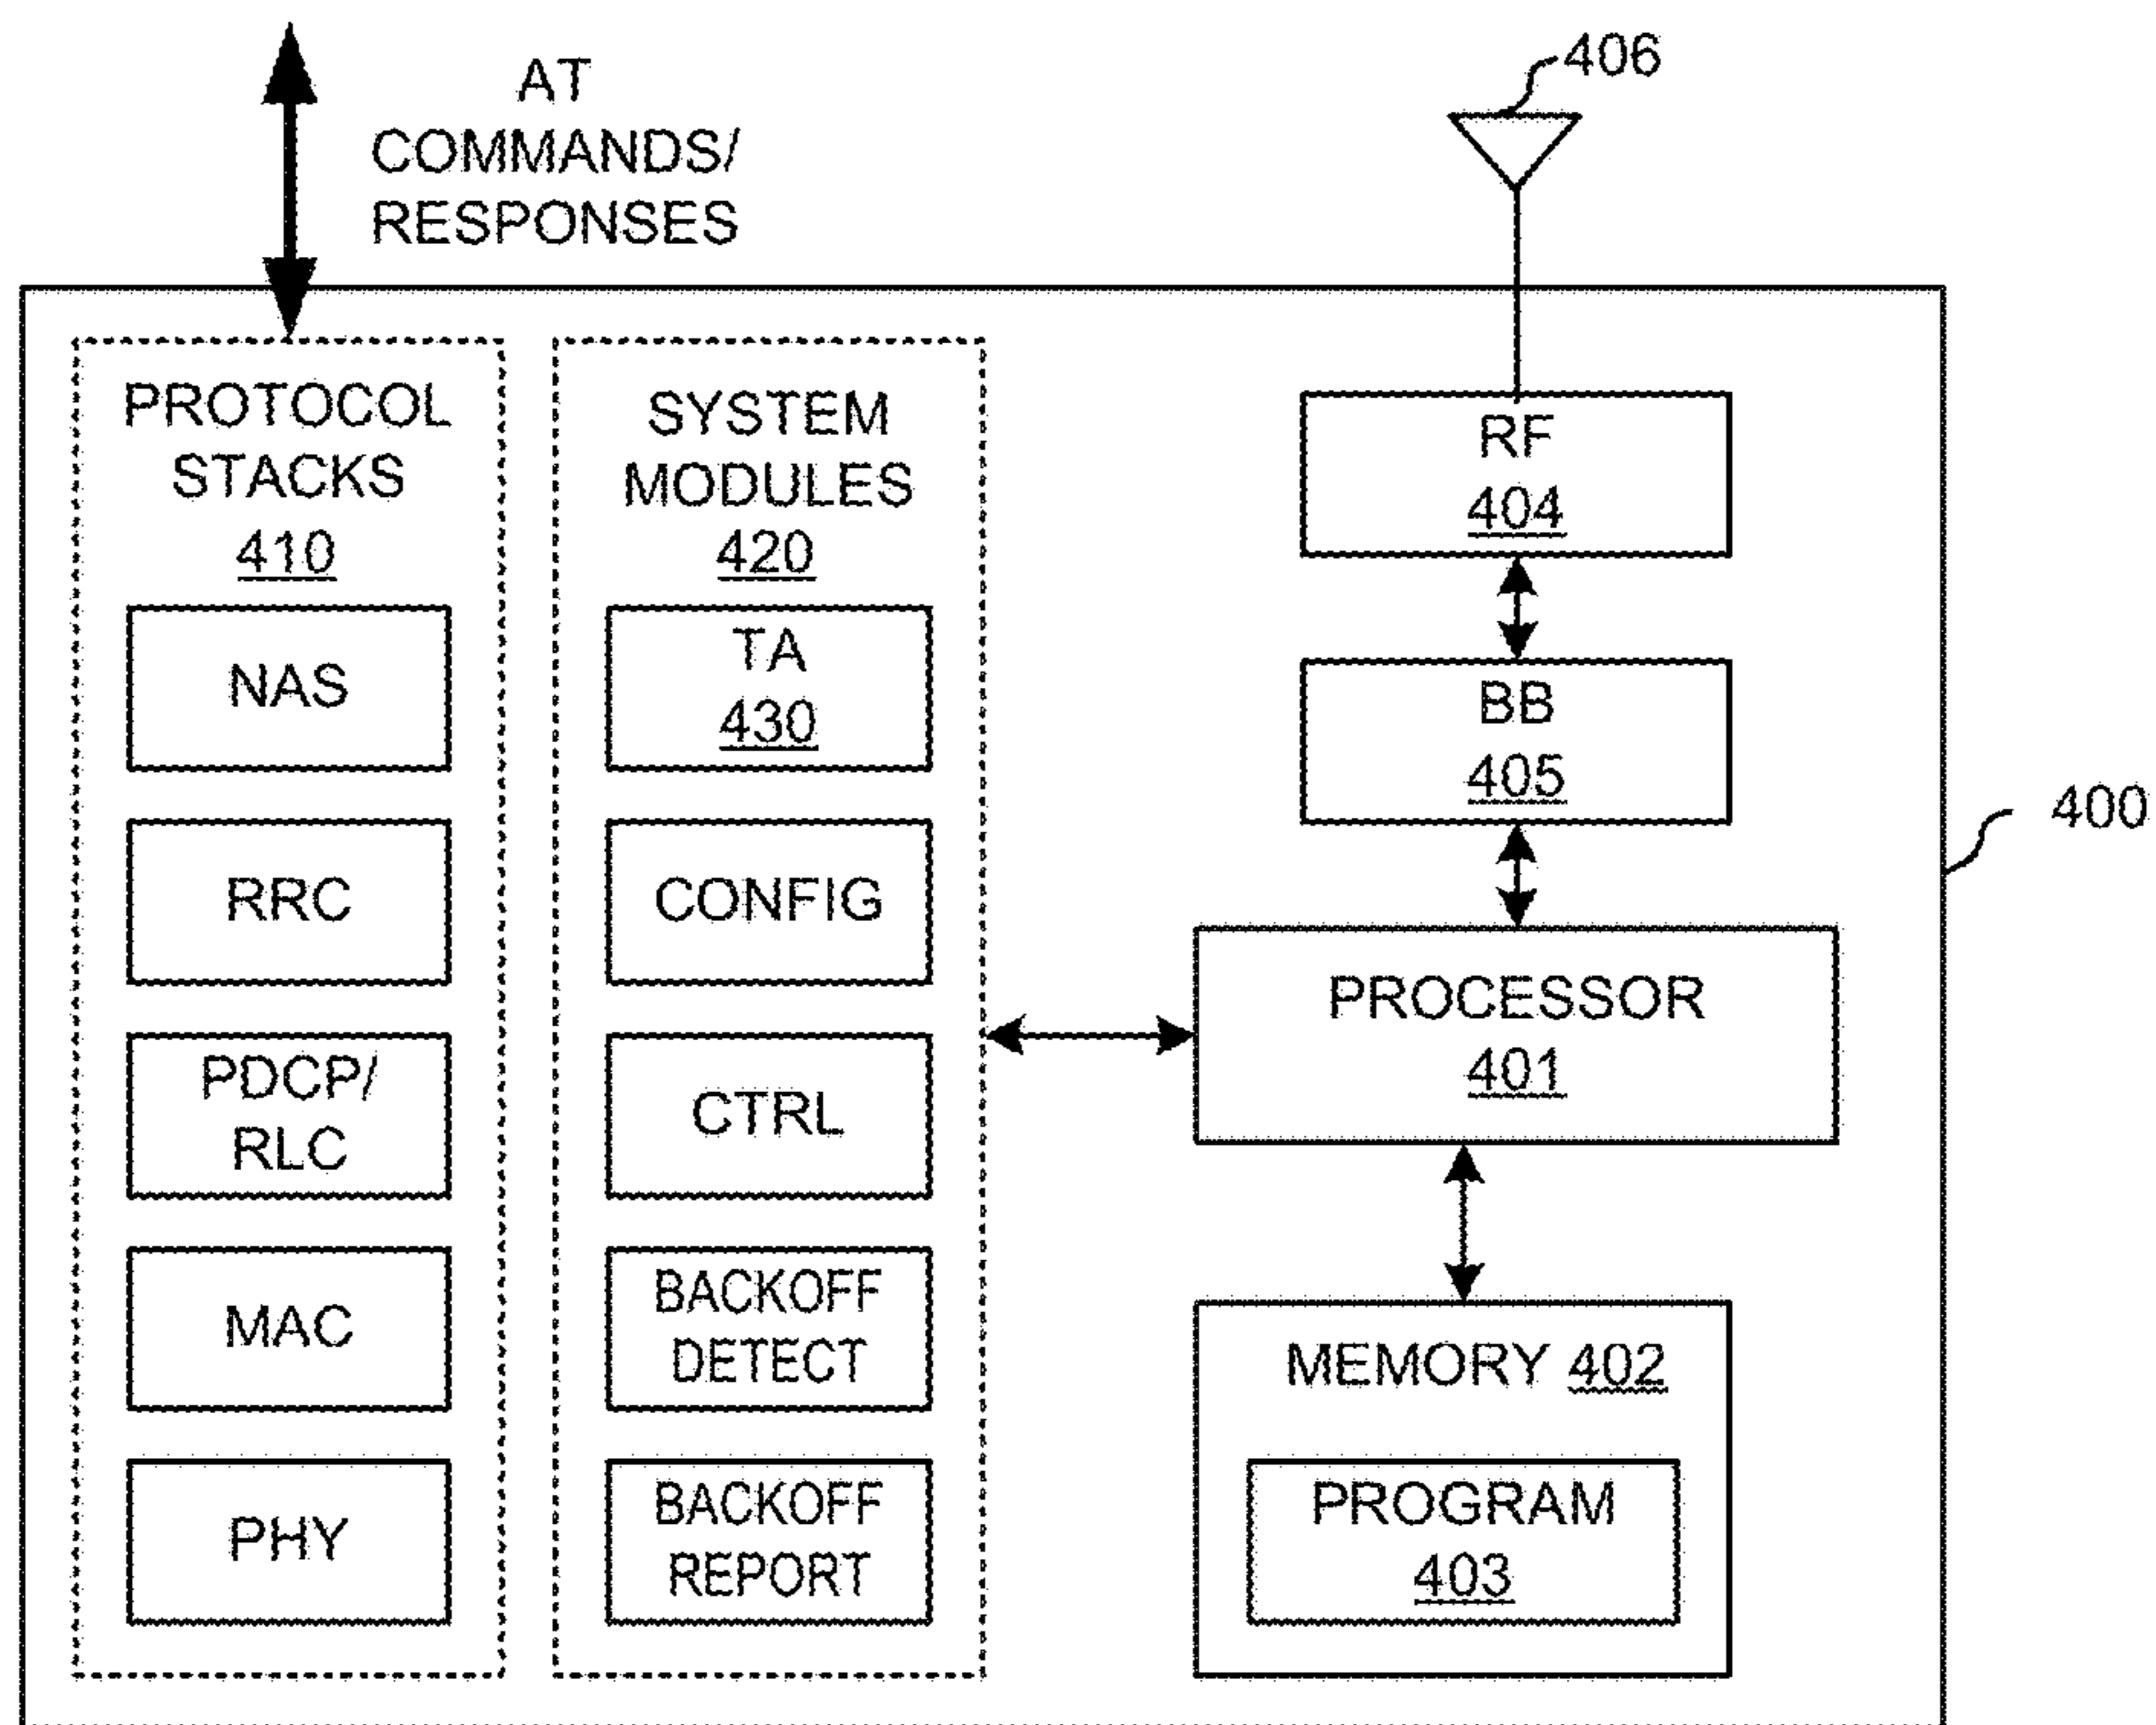 AT
COMMANDS/
RESPONSES
406
PROTOCOL
STACKS
410
NAS
RRC
PDCP/
RLC
MAC
PHY
SYSTEM
MODULES
420
TA
430
CONFIG
CTRL
BACKOFF
DETECT
BACKOFF
REPORT
RF
404
BB
405
PROCESSOR
401
MEMORY 402
PROGRAM
403
400